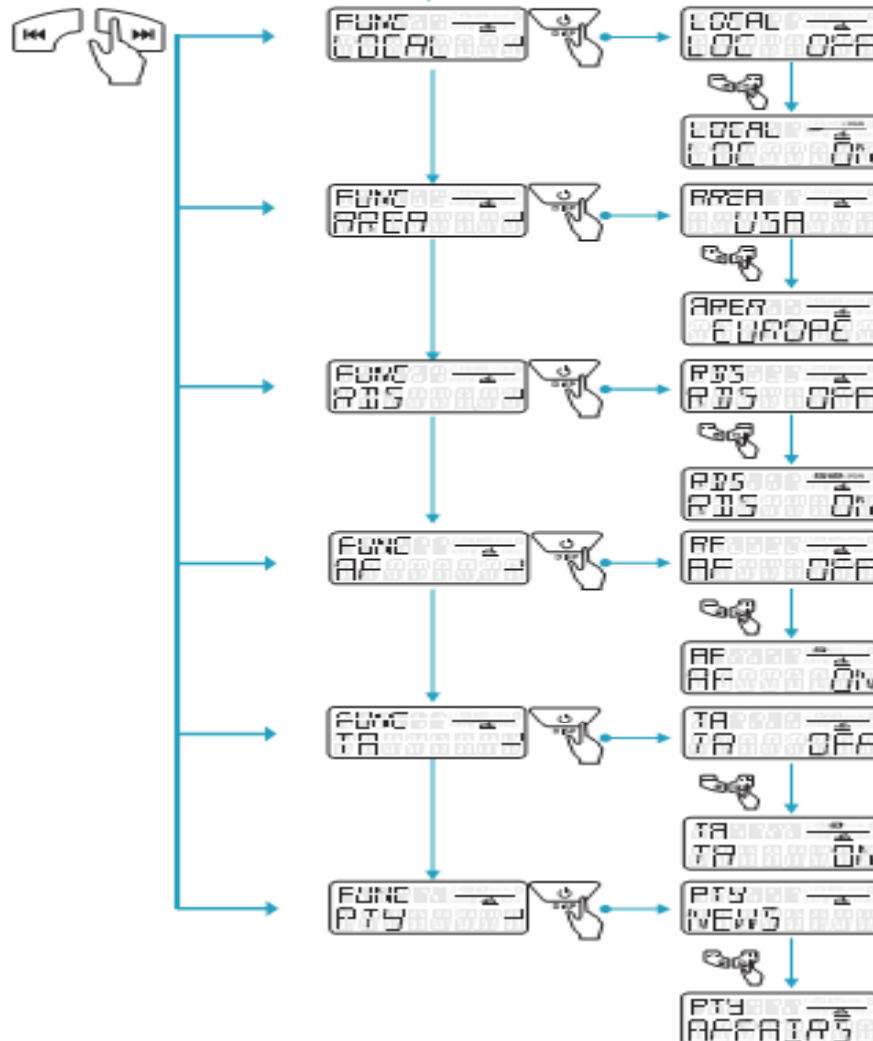 FUNC
LOCAL
LOCAL
LOC OFF
LOCAL
LOC ON
FUNC
AREA
AREA
USA
AREA
EUROPE
FUNC
RDS
RDS
RDS OFF
RDS
RDS ON
FUNC
AF
AF
AF OFF
AF
AF ON
FUNC
TA
TA
TA OFF
TA
TA ON
FUNC
PTY
PTY
NEWS
PTY
AFFAIRS